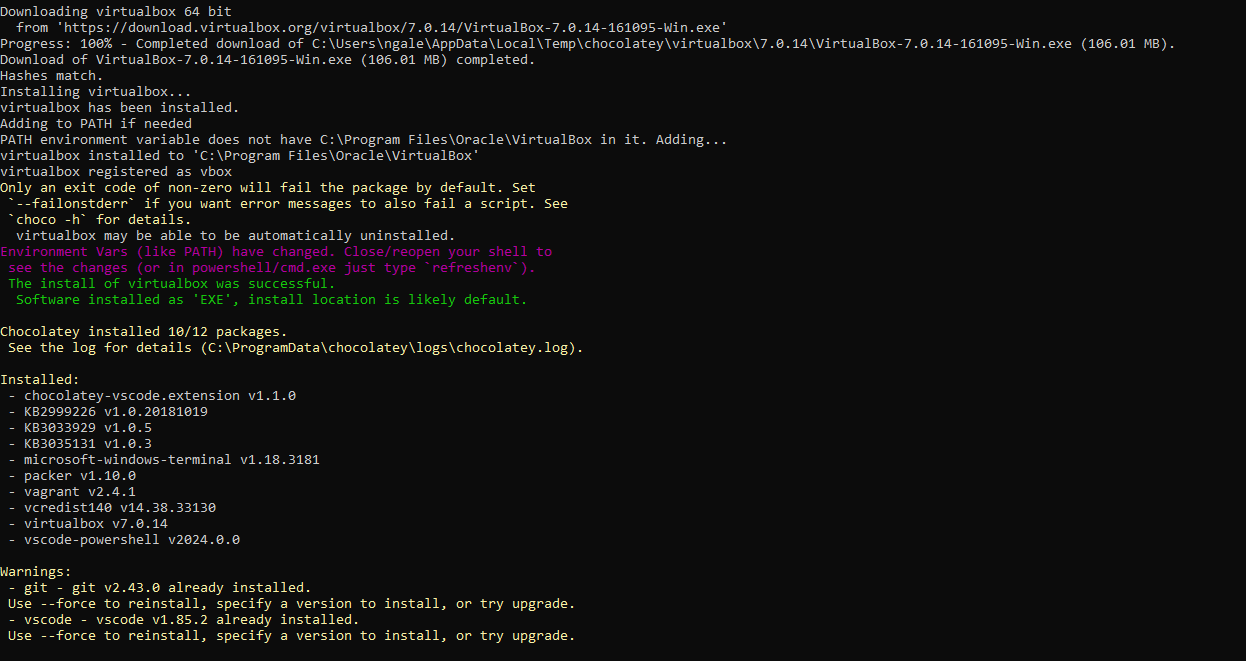 Downloading virtualbox 64 bit
from 'https://download.virtualbox.org/virtualbox/7.0.14/VirtualBox-7.0.14-161095-Win.exe'
Progress: 100% - Completed download of C:\Users\ngale\AppData\Local\Temp\chocolatey\virtualbox\7.0.14\VirtualBox-7.0.14-161095-Win.exe (106.01 MB).
Download of VirtualBox-7.0.14-161095-Win.exe (106.01 MB) completed.
Hashes match.
Installing virtualbox...
virtualbox has been installed.
Adding to PATH if needed
PATH environment variable does not have C:\Program Files\Oracle\VirtualBox in it. Adding...
virtualbox installed to 'C:\Program Files\Oracle\VirtualBox'
virtualbox registered as vbox
Only an exit code of non-zero will fail the package by default. Set
`--failonstderr` if you want error messages to also fail a script. See
`choco -h` for details.
virtualbox may be able to be automatically uninstalled.
Environment Vars (like PATH) have changed. Close/reopen your shell to
see the changes (or in powershell/cmd.exe just type `refreshenv`).
The install of virtualbox was successful.
Software installed as 'EXE', install location is likely default.

Chocolatey installed 10/12 packages.
See the log for details (C:\ProgramData\chocolatey\logs\chocolatey.log).

Installed:
- chocolatey-vscode.extension v1.1.0
- KB2999226 v1.0.20181019
- KB3033929 v1.0.5
- KB3035131 v1.0.3
- microsoft-windows-terminal v1.18.3181
- packer v1.10.0
- vagrant v2.4.1
- vcredist140 v14.38.33130
- virtualbox v7.0.14
- vscode-powershell v2024.0.0

Warnings:
- git - git v2.43.0 already installed.
Use --force to reinstall, specify a version to install, or try upgrade.
- vscode - vscode v1.85.2 already installed.
Use --force to reinstall, specify a version to install, or try upgrade.